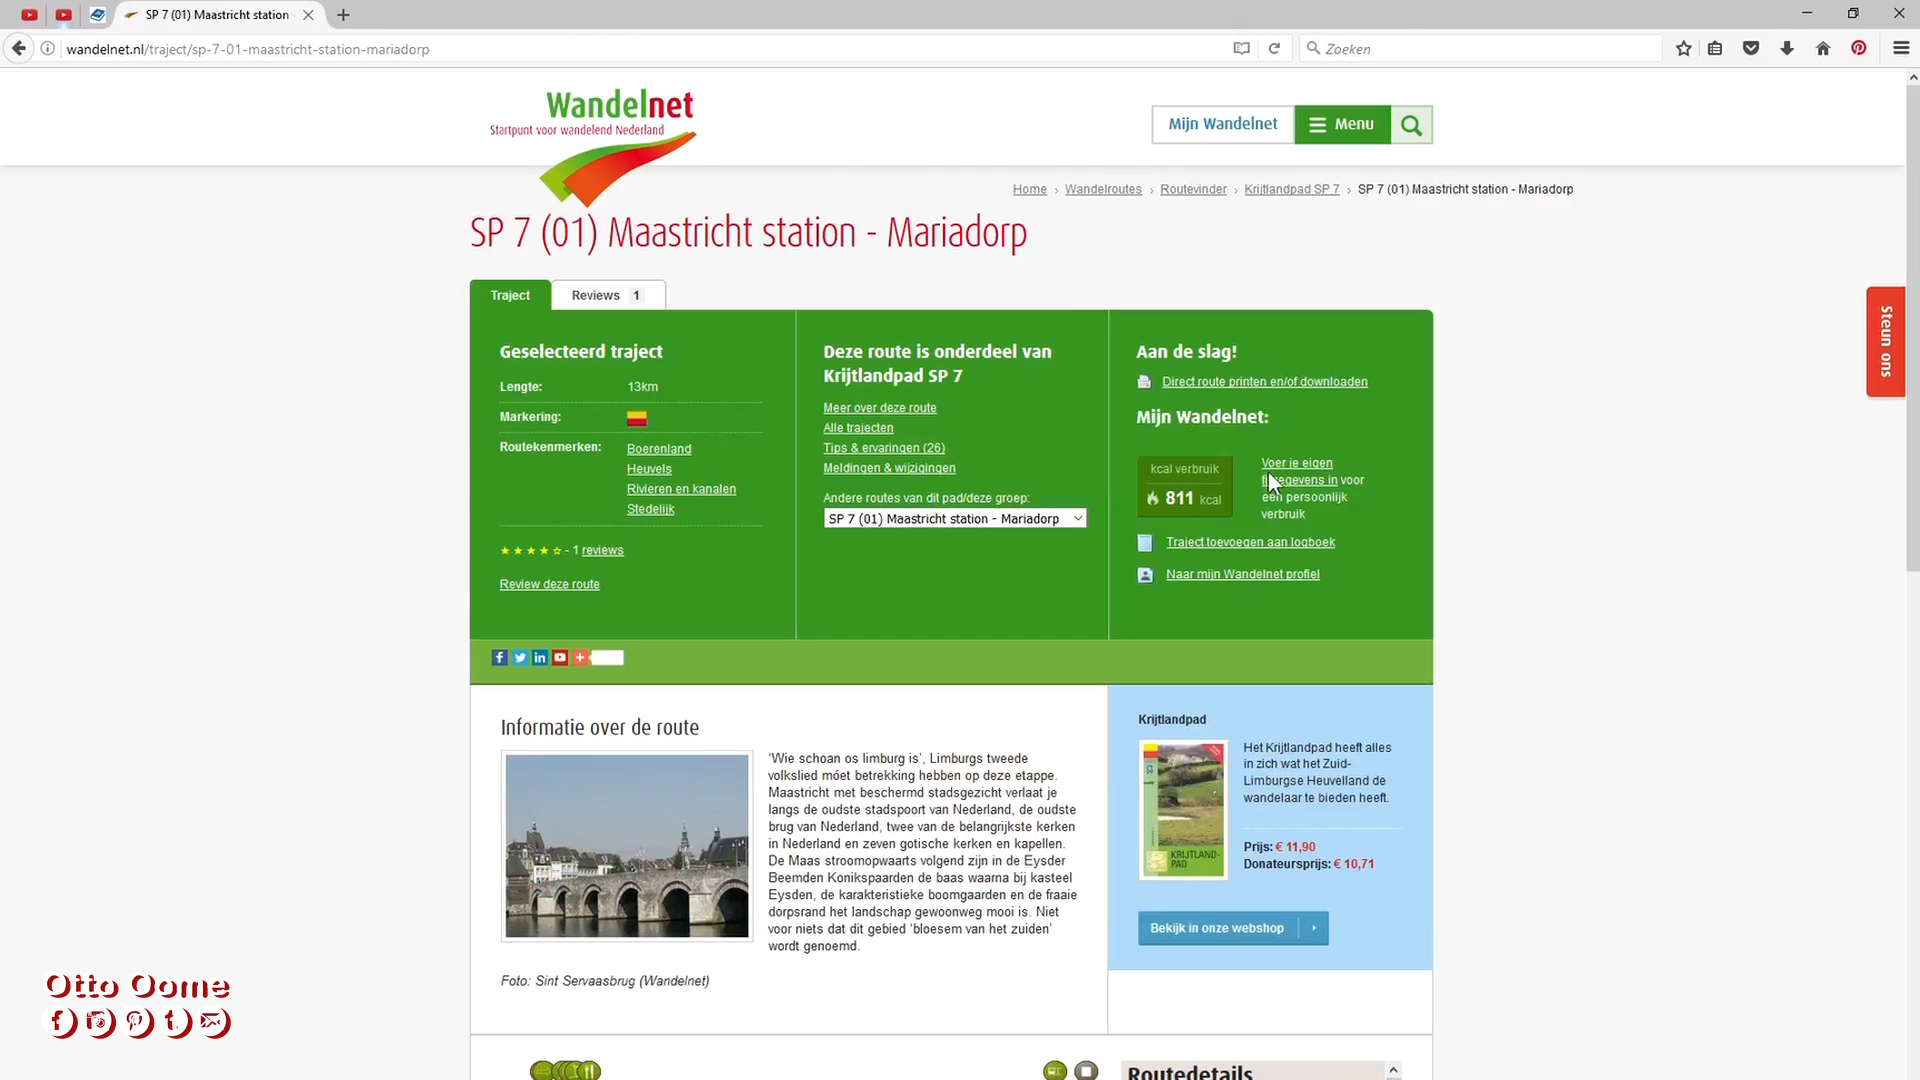 SP 7 (01) Maastricht station
wandelnet.nl/traject/sp-7-01-maastricht-station-mariadorp
Zoeken
Wandelnet
Startpunt voor wandelend Nederland
Mijn Wandelnet
Menu
Home › Wandelroutes › Routevinder › Krijtlandpad SP 7 › SP 7 (01) Maastricht station - Mariadorp
SP 7 (01) Maastricht station - Mariadorp
Steun ons
Traject
Reviews 1
Geselecteerd traject
Lengte: 13km
Markering:
Routekenmerken: Boerenland
Heuvels
Rivieren en kanalen
Stedelijk
- 1 reviews
Review deze route
Deze route is onderdeel van
Krijtlandpad SP 7
Meer over deze route
Alle trajecten
Tips & ervaringen (26)
Meldingen & wijzigingen
Andere routes van dit pad/deze groep:
SP 7 (01) Maastricht station - Mariadorp
Aan de slag!
Direct route printen en/of downloaden
Mijn Wandelnet:
kcal verbruik
811 kcal
Voer je eigen
in voor
een persoonlijk
verbruik
Traject toevoegen aan logboek
Naar mijn Wandelnet profiel
Informatie over de route
'Wie schoan os limburg is', Limburgs tweede
volkslied móet betrekking hebben op deze etappe.
Maastricht met beschermd stadsgezicht verlaat je
langs de oudste stadspoort van Nederland, de oudste
brug van Nederland, twee van de belangrijkste kerken
in Nederland en zeven gotische kerken en kapellen.
De Maas stroomopwaarts volgend zijn in de Eysder
Beemden Konikspaarden de baas waarna bij kasteel
Eysden, de karakteristieke boomgaarden en de fraaie
dorpsrand het landschap gewoonweg mooi is. Niet
voor niets dat dit gebied 'bloesem van het zuiden'
wordt genoemd.
Foto: Sint Servaasbrug (Wandelnet)
Krijtlandpad
KRIJTLAND-
PAD
Het Krijtlandpad heeft alles
in zich wat het Zuid-
Limburgse Heuvelland de
wandelaar te bieden heeft.
Prijs: € 11,90
Donateursprijs: € 10,71
Bekijk in onze webshop
Otto Oome
Routedetails